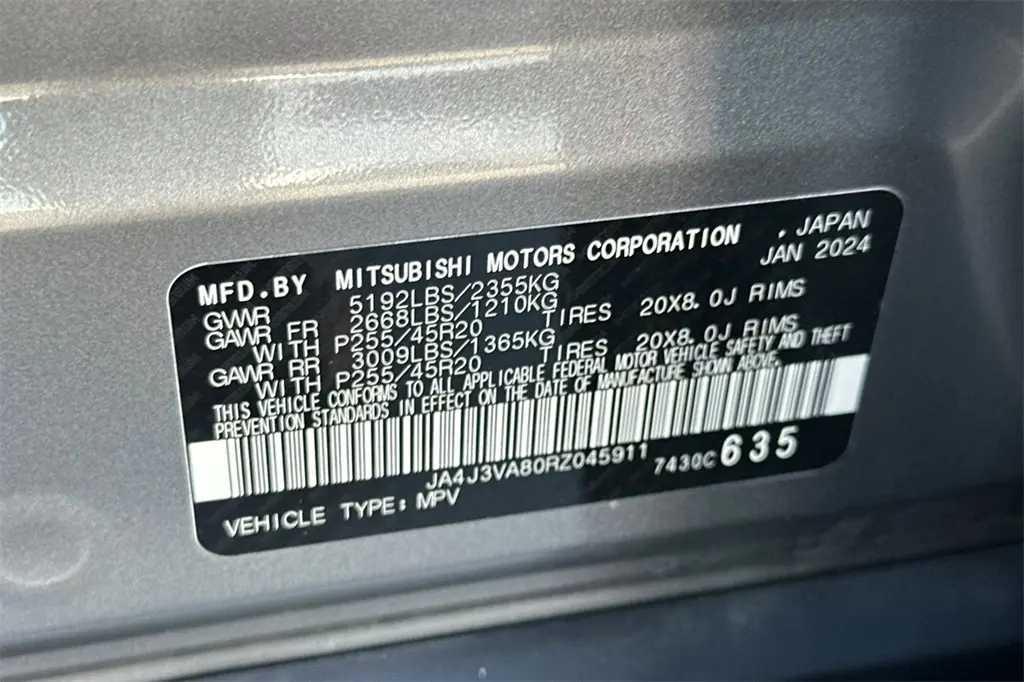 MFD.BY MITSUBISHI MOTORS CORPORATION . JAPAN
GVWR 5192LBS/2355KG JAN 2024
GAWR FR 2668LBS/1210KG
WITH P255/45R20 TIRES 20X8.0J RIMS
GAWR RR 3009LBS/1365KG
WITH P255/45R20 TIRES 20X8.0J RIMS
THIS VEHICLE CONFORMS TO ALL APPLICABLE FEDERAL MOTOR VEHICLE SAFETY AND THEFT
PREVENTION STANDARDS IN EFFECT ON THE DATE OF MANUFACTURE SHOWN ABOVE.
JA4J3VA80RZ045911 7430C 635
VEHICLE TYPE: MPV